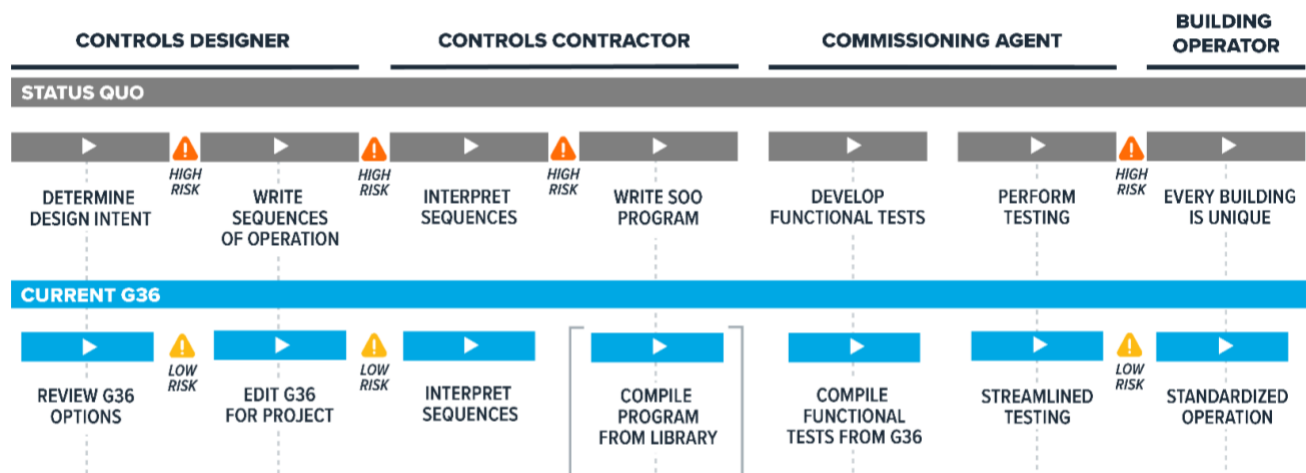 CONTROLS DESIGNER
CONTROLS CONTRACTOR
COMMISSIONING AGENT
BUILDING
OPERATOR
STATUS QUO
HIGH
RISK
HIGH
RISK
HIGH
RISK
HIGH
RISK
DETERMINE
DESIGN INTENT
WRITE
SEQUENCES
OF OPERATION
INTERPRET
SEQUENCES
WRITE SOO
PROGRAM
DEVELOP
FUNCTIONAL TESTS
PERFORM
TESTING
EVERY BUILDING
IS UNIQUE
CURRENT G36
LOW
RISK
LOW
RISK
LOW
RISK
REVIEW G36
OPTIONS
EDIT G36
FOR PROJECT
INTERPRET
SEQUENCES
COMPILE
PROGRAM
FROM LIBRARY
COMPILE
FUNCTIONAL
TESTS FROM G36
STREAMLINED
TESTING
STANDARDIZED
OPERATION